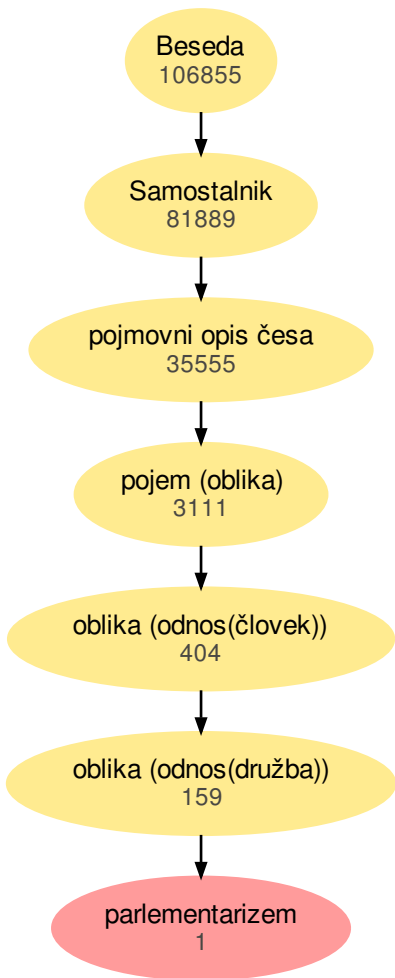 Beseda
106855
Samostalnik
81889
pojmovni opis česa
35555
pojem (oblika)
3111
oblika (odnos(človek))
404
oblika (odnos(družba))
159
parlementarizem
1